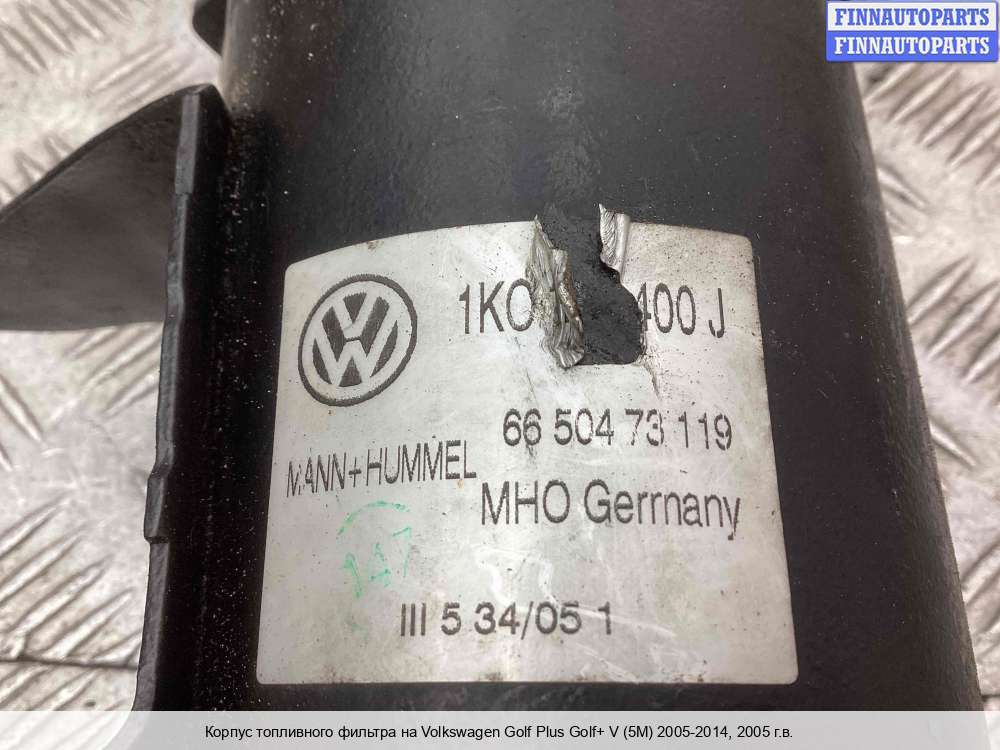 FINNAUTOPARTS
FINNAUTOPARTS
1K0 400 J
66 504 73 119
MANN+HUMMEL
MHO Gerrnany
147
III 5 34/05 1
Корпус топливного фильтра на Volkswagen Golf Plus Golf+ V (5M) 2005-2014, 2005 г.в.